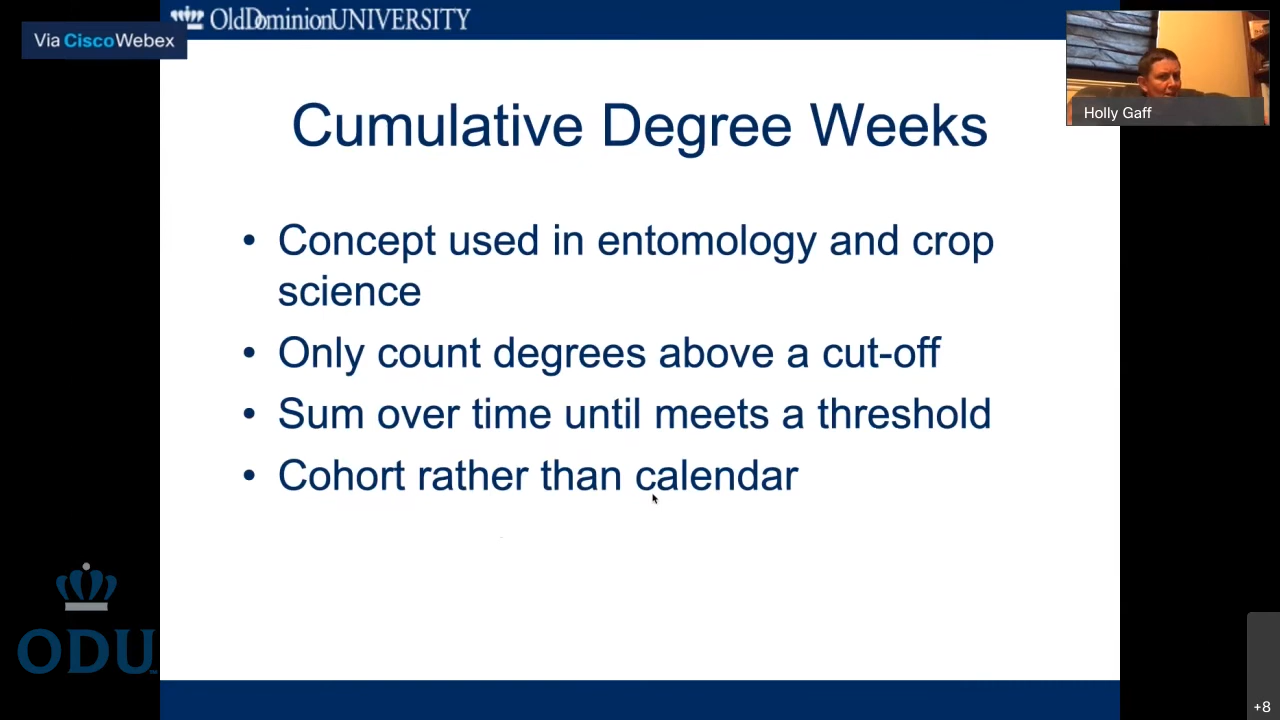 OldDominionUNIVERSITY
Via CiscoWebex
Holly Gaff
Cumulative Degree Weeks
• Concept used in entomology and crop
science
• Only count degrees above a cut-off
• Sum over time until meets a threshold
• Cohort rather than calendar
ODU
+8